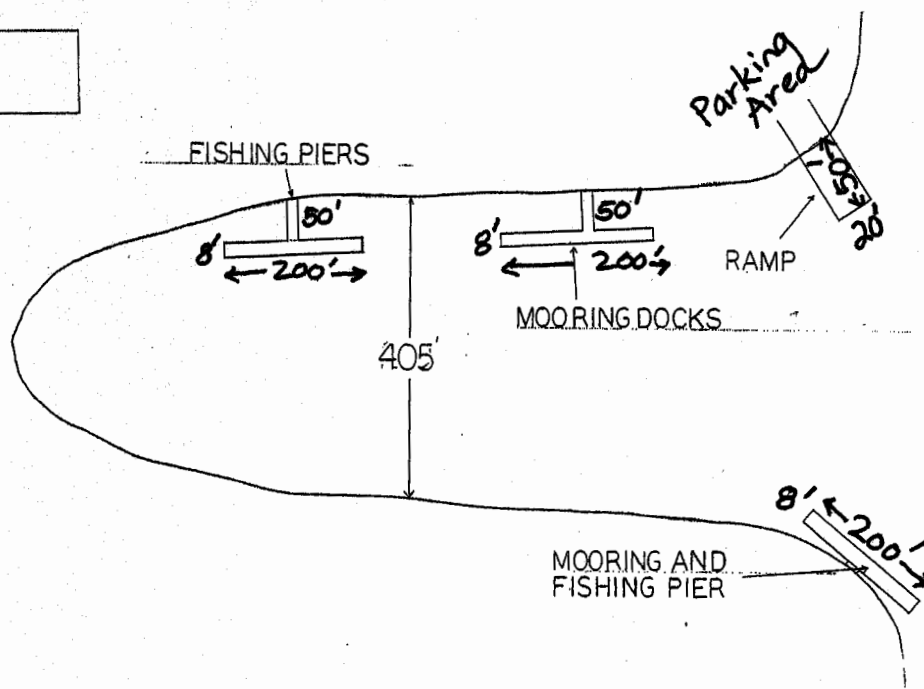 Parking
Area
FISHING PIERS
50'
8'
200'
50'
8'
200'
50'
20'
RAMP
MOORING DOCKS
405'
8'
200'
MOORING AND
FISHING PIER